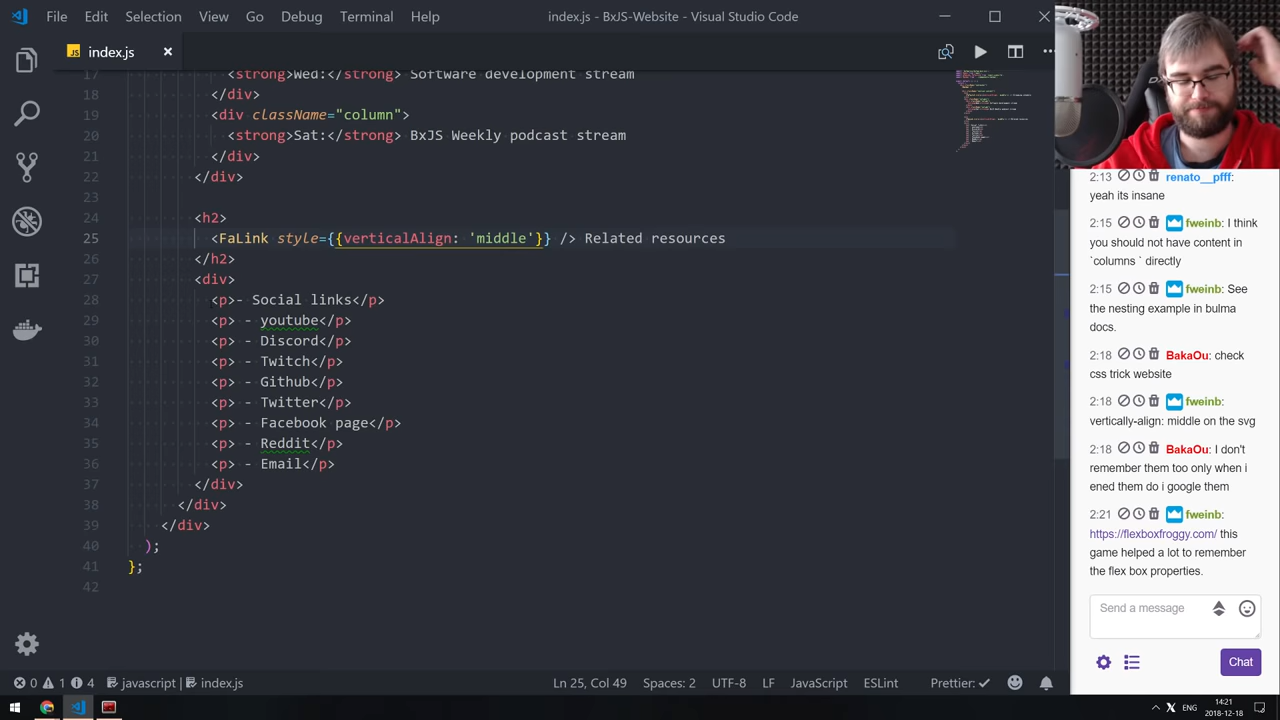 File Edit Selection View Go Debug Terminal Help
index.js - BxJS-Website - Visual Studio Code
JS index.js
17 <strong>Wed:</strong> Software development stream
18 </div>
19 <div classname="column">
20 <strong>Sat:</strong> BxJS Weekly podcast stream
21 </div>
22 </div>
23
24 <h2>
25 <FaLink style={{verticalAlign: 'middle'}} /> Related resources
26 </h2>
27 <div>
28 <p>- Social links</p>
29 <p> - youtube</p>
30 <p> - Discord</p>
31 <p> - Twitch</p>
32 <p> - Github</p>
33 <p> - Twitter</p>
34 <p> - Facebook page</p>
35 <p> - Reddit</p>
36 <p> - Email</p>
37 </div>
38 </div>
39 </div>
40 );
41 };
42
0 1 4 javascript index.js
Ln 25, Col 49 Spaces: 2 UTF-8 LF JavaScript ESLint Prettier: ✓
2:13 renato__pfff:
yeah its insane
2:15 fweinb: I think
you should not have content in
`columns ` directly
2:15 fweinb: See
the nesting example in bulma
docs.
2:18 BakaOu: check
css trick website
2:18 fweinb:
vertically-align: middle on the svg
2:18 BakaOu: I don't
remember them too only when i
ened them do i google them
2:21 fweinb:
https://flexboxfroggy.com/ this
game helped a lot to remember
the flex box properties.
Send a message
Chat
ENG
14:21
2018-12-18